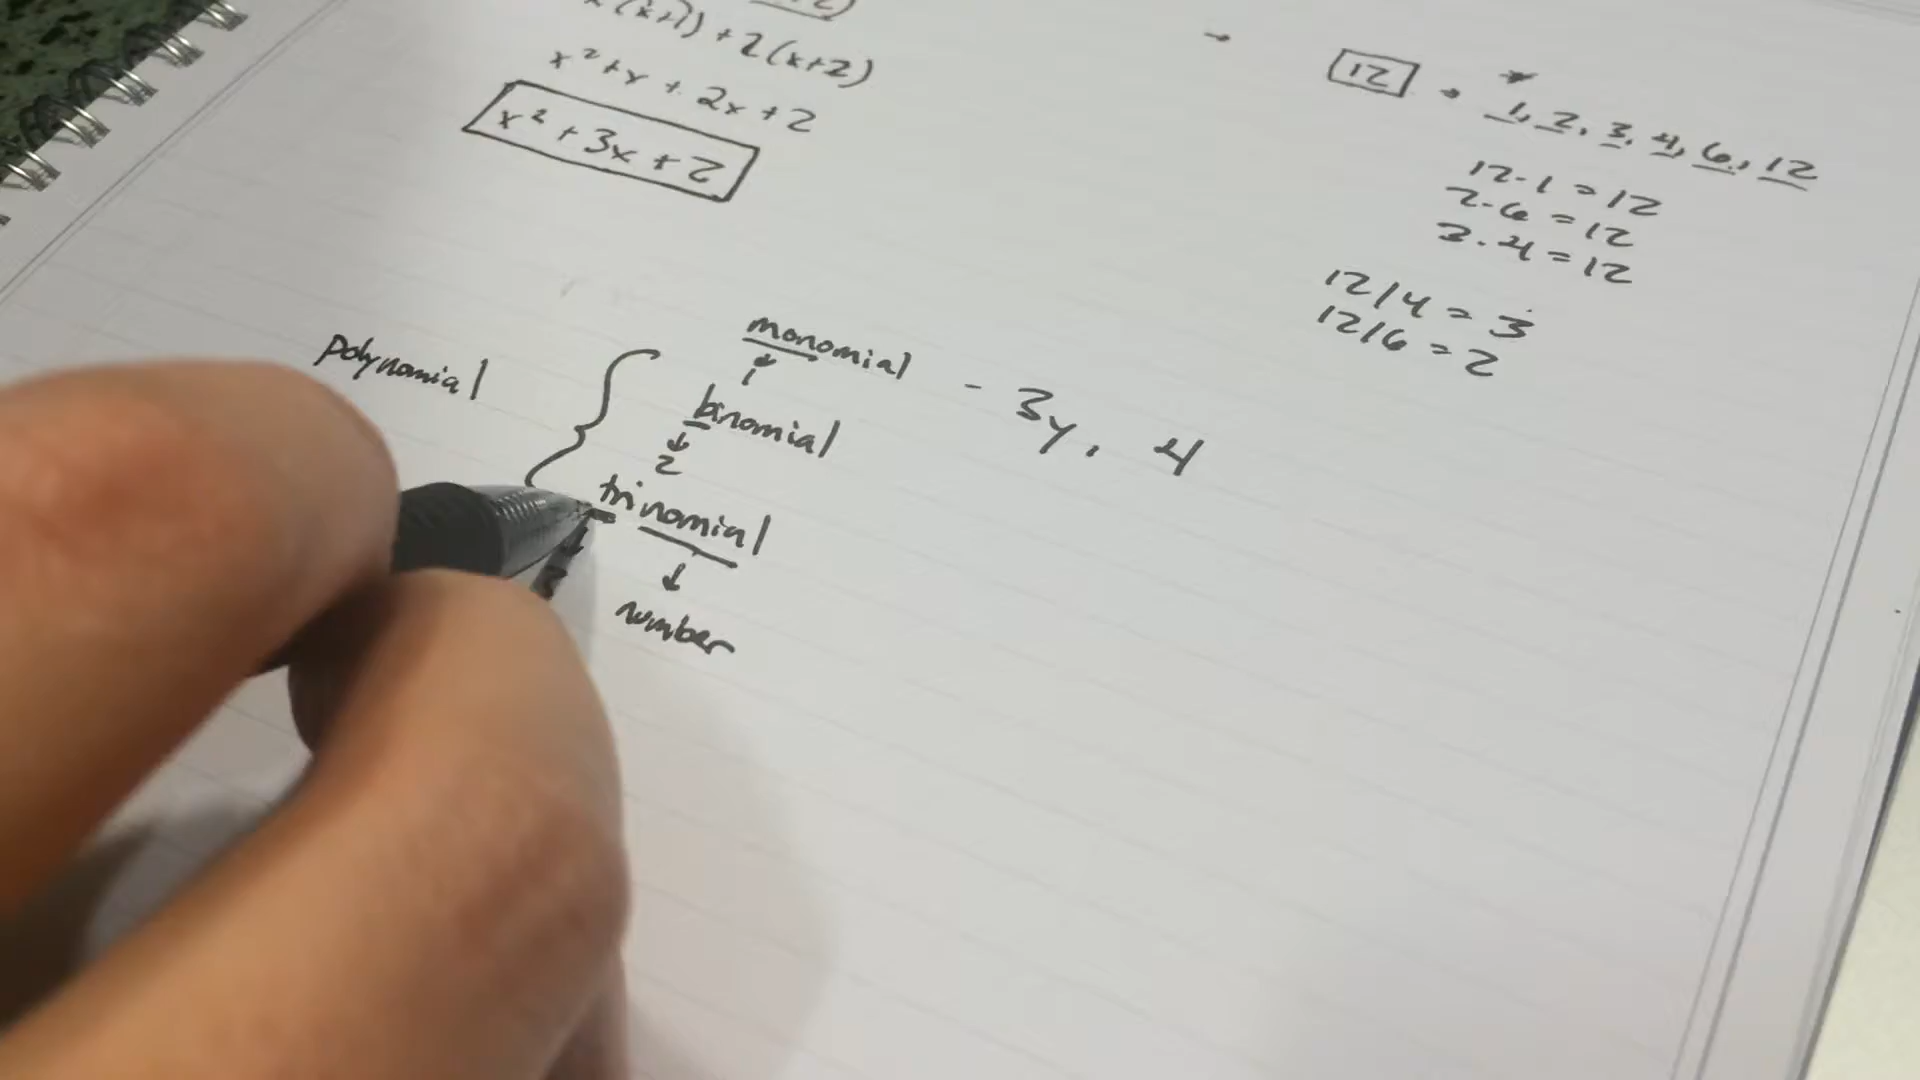 x(x+1) + 2(x+2)
x² + x + 2x + 2
x² + 3x + 2
12 → 1, 2, 3, 4, 6, 12
12·1 = 12
2·6 = 12
3·4 = 12
12/4 = 3
12/6 = 2
polynomial
monomial - 3y, 4
↓
1
binomial
↓
2
trinomial
↓ ↓
3
number